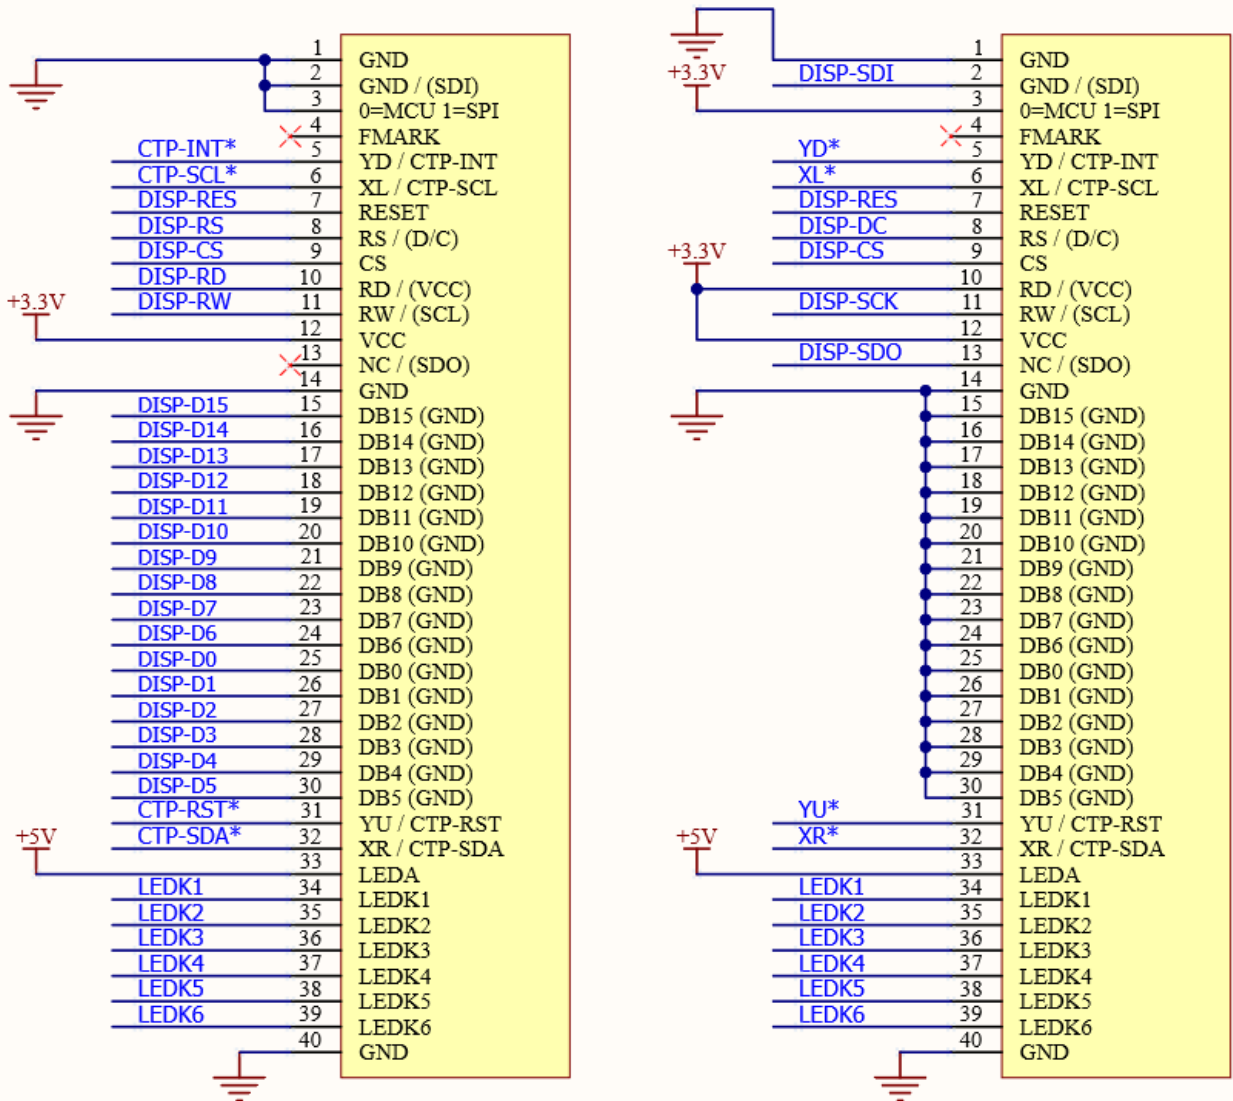 1 GND
2 GND / (SDI)
3 0=MCU 1=SPI
4 FMARK
CTP-INT* 5 YD / CTP-INT
CTP-SCL* 6 XL / CTP-SCL
DISP-RES 7 RESET
DISP-RS 8 RS / (D/C)
DISP-CS 9 CS
DISP-RD 10 RD / (VCC)
DISP-RW 11 RW / (SCL)
+3.3V 12 VCC
13 NC / (SDO)
14 GND
DISP-D15 15 DB15 (GND)
DISP-D14 16 DB14 (GND)
DISP-D13 17 DB13 (GND)
DISP-D12 18 DB12 (GND)
DISP-D11 19 DB11 (GND)
DISP-D10 20 DB10 (GND)
DISP-D9 21 DB9 (GND)
DISP-D8 22 DB8 (GND)
DISP-D7 23 DB7 (GND)
DISP-D6 24 DB6 (GND)
DISP-D0 25 DB0 (GND)
DISP-D1 26 DB1 (GND)
DISP-D2 27 DB2 (GND)
DISP-D3 28 DB3 (GND)
DISP-D4 29 DB4 (GND)
DISP-D5 30 DB5 (GND)
CTP-RST* 31 YU / CTP-RST
CTP-SDA* 32 XR / CTP-SDA
+5V 33 LEDA
LEDK1 34 LEDK1
LEDK2 35 LEDK2
LEDK3 36 LEDK3
LEDK4 37 LEDK4
LEDK5 38 LEDK5
LEDK6 39 LEDK6
40 GND
1 GND
DISP-SDI 2 GND / (SDI)
+3.3V 3 0=MCU 1=SPI
4 FMARK
YD* 5 YD / CTP-INT
XL* 6 XL / CTP-SCL
DISP-RES 7 RESET
DISP-DC 8 RS / (D/C)
DISP-CS 9 CS
+3.3V 10 RD / (VCC)
DISP-SCK 11 RW / (SCL)
12 VCC
DISP-SDO 13 NC / (SDO)
14 GND
15 DB15 (GND)
16 DB14 (GND)
17 DB13 (GND)
18 DB12 (GND)
19 DB11 (GND)
20 DB10 (GND)
21 DB9 (GND)
22 DB8 (GND)
23 DB7 (GND)
24 DB6 (GND)
25 DB0 (GND)
26 DB1 (GND)
27 DB2 (GND)
28 DB3 (GND)
29 DB4 (GND)
30 DB5 (GND)
YU* 31 YU / CTP-RST
XR* 32 XR / CTP-SDA
+5V 33 LEDA
LEDK1 34 LEDK1
LEDK2 35 LEDK2
LEDK3 36 LEDK3
LEDK4 37 LEDK4
LEDK5 38 LEDK5
LEDK6 39 LEDK6
40 GND